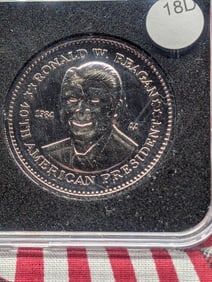 18D
RONALD W. REAGAN
40TH AMERICAN PRESIDENT